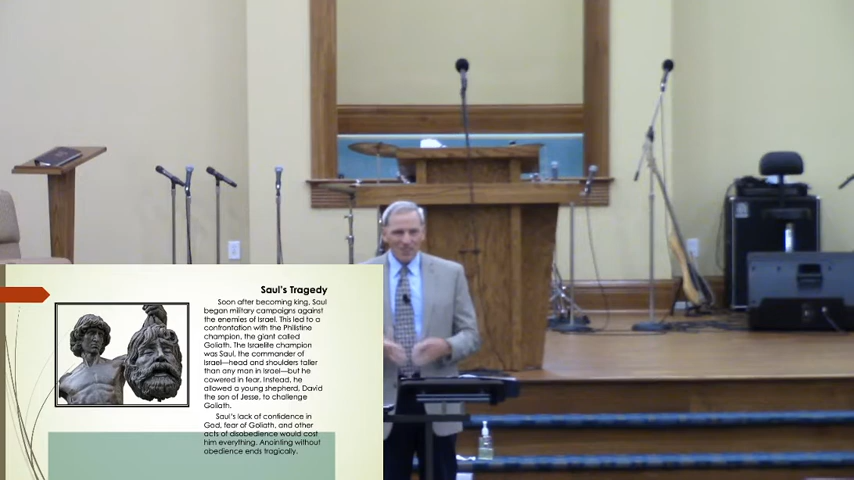 Saul's Tragedy
Soon after becoming king, Saul
began military campaigns against
the enemies of Israel. This led to a
confrontation with the Philistine
champion, the giant called
Goliath. The Israelite champion
was Saul, the commander of
Israel—head and shoulders taller
than any man in Israel—but he
cowered in fear. Instead, he
allowed a young shepherd, David
the son of Jesse, to challenge
Goliath.
Saul's lack of confidence in
God, fear of Goliath, and other
acts of disobedience would cost
him everything. Anointing without
obedience ends tragically.